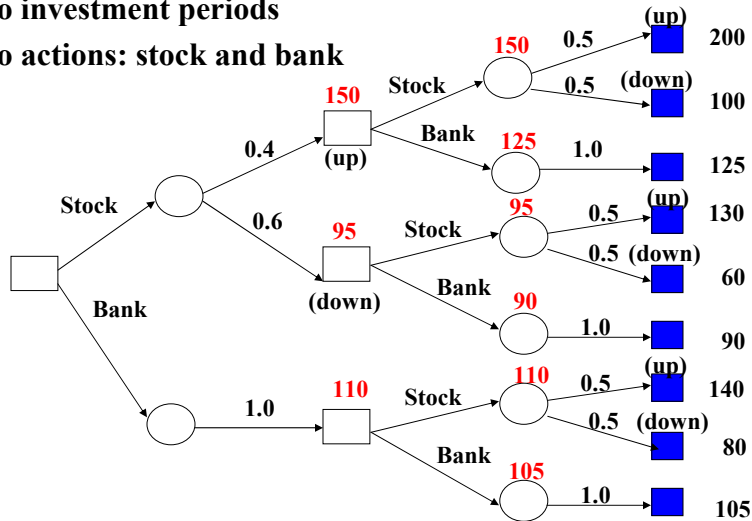 o investment periods
o actions: stock and bank
(up)
150
0.5
200
Stock
0.5
(down)
100
150
0.4
(up)
Bank
125
1.0
125
Stock
0.6
95
(down)
Stock
95
0.5
(up)
130
0.5
(down)
60
Bank
90
1.0
90
Bank
1.0
110
Stock
110
0.5
(up)
140
0.5
(down)
80
Bank
105
1.0
105